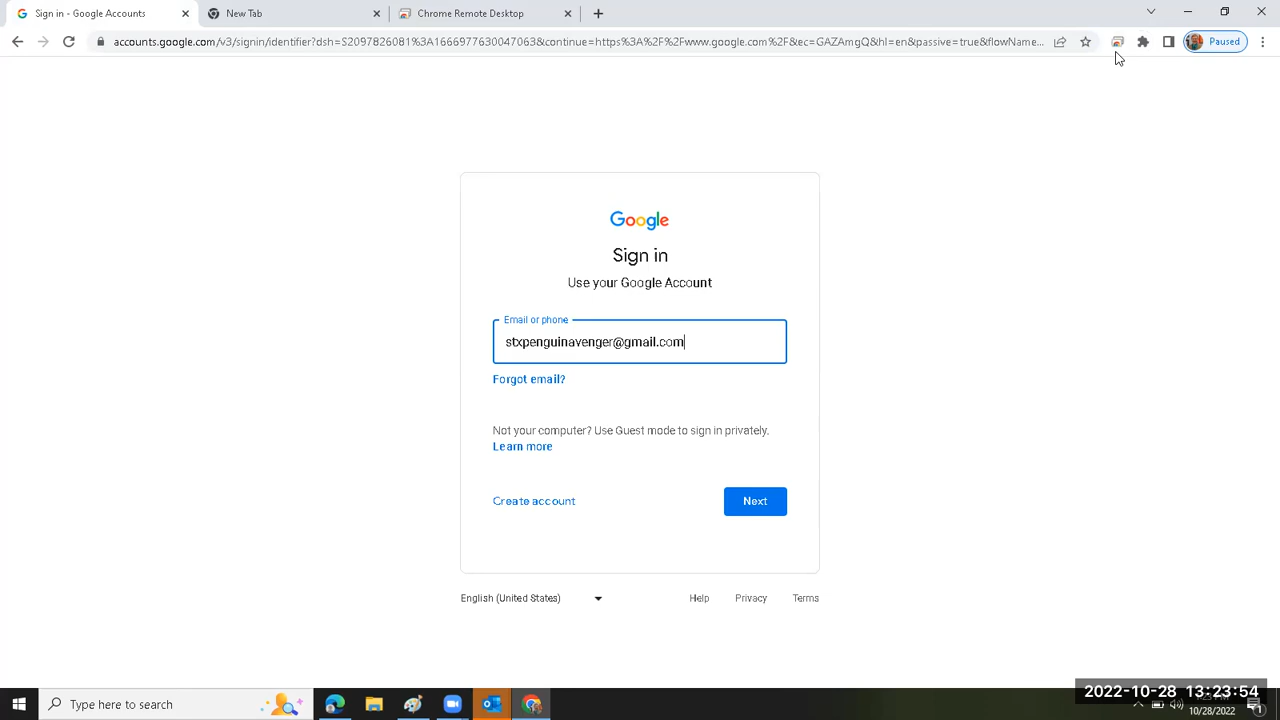 Sign in - Google Accounts
New Tab
Chrome Remote Desktop
accounts.google.com/v3/signin/identifier?dsh=S2097826081%3A1666977630047063&continue=https%3A%2F%2Fwww.google.com%2F&ec=GAZAmgQ&hl=en&passive=true&flowName...
Paused
Google
Sign in
Use your Google Account
Email or phone
stxpenguinavenger@gmail.com
Forgot email?
Not your computer? Use Guest mode to sign in privately.
Learn more
Create account
Next
English (United States)
Help
Privacy
Terms
Type here to search
2022-10-28 13:23:54
10/28/2022